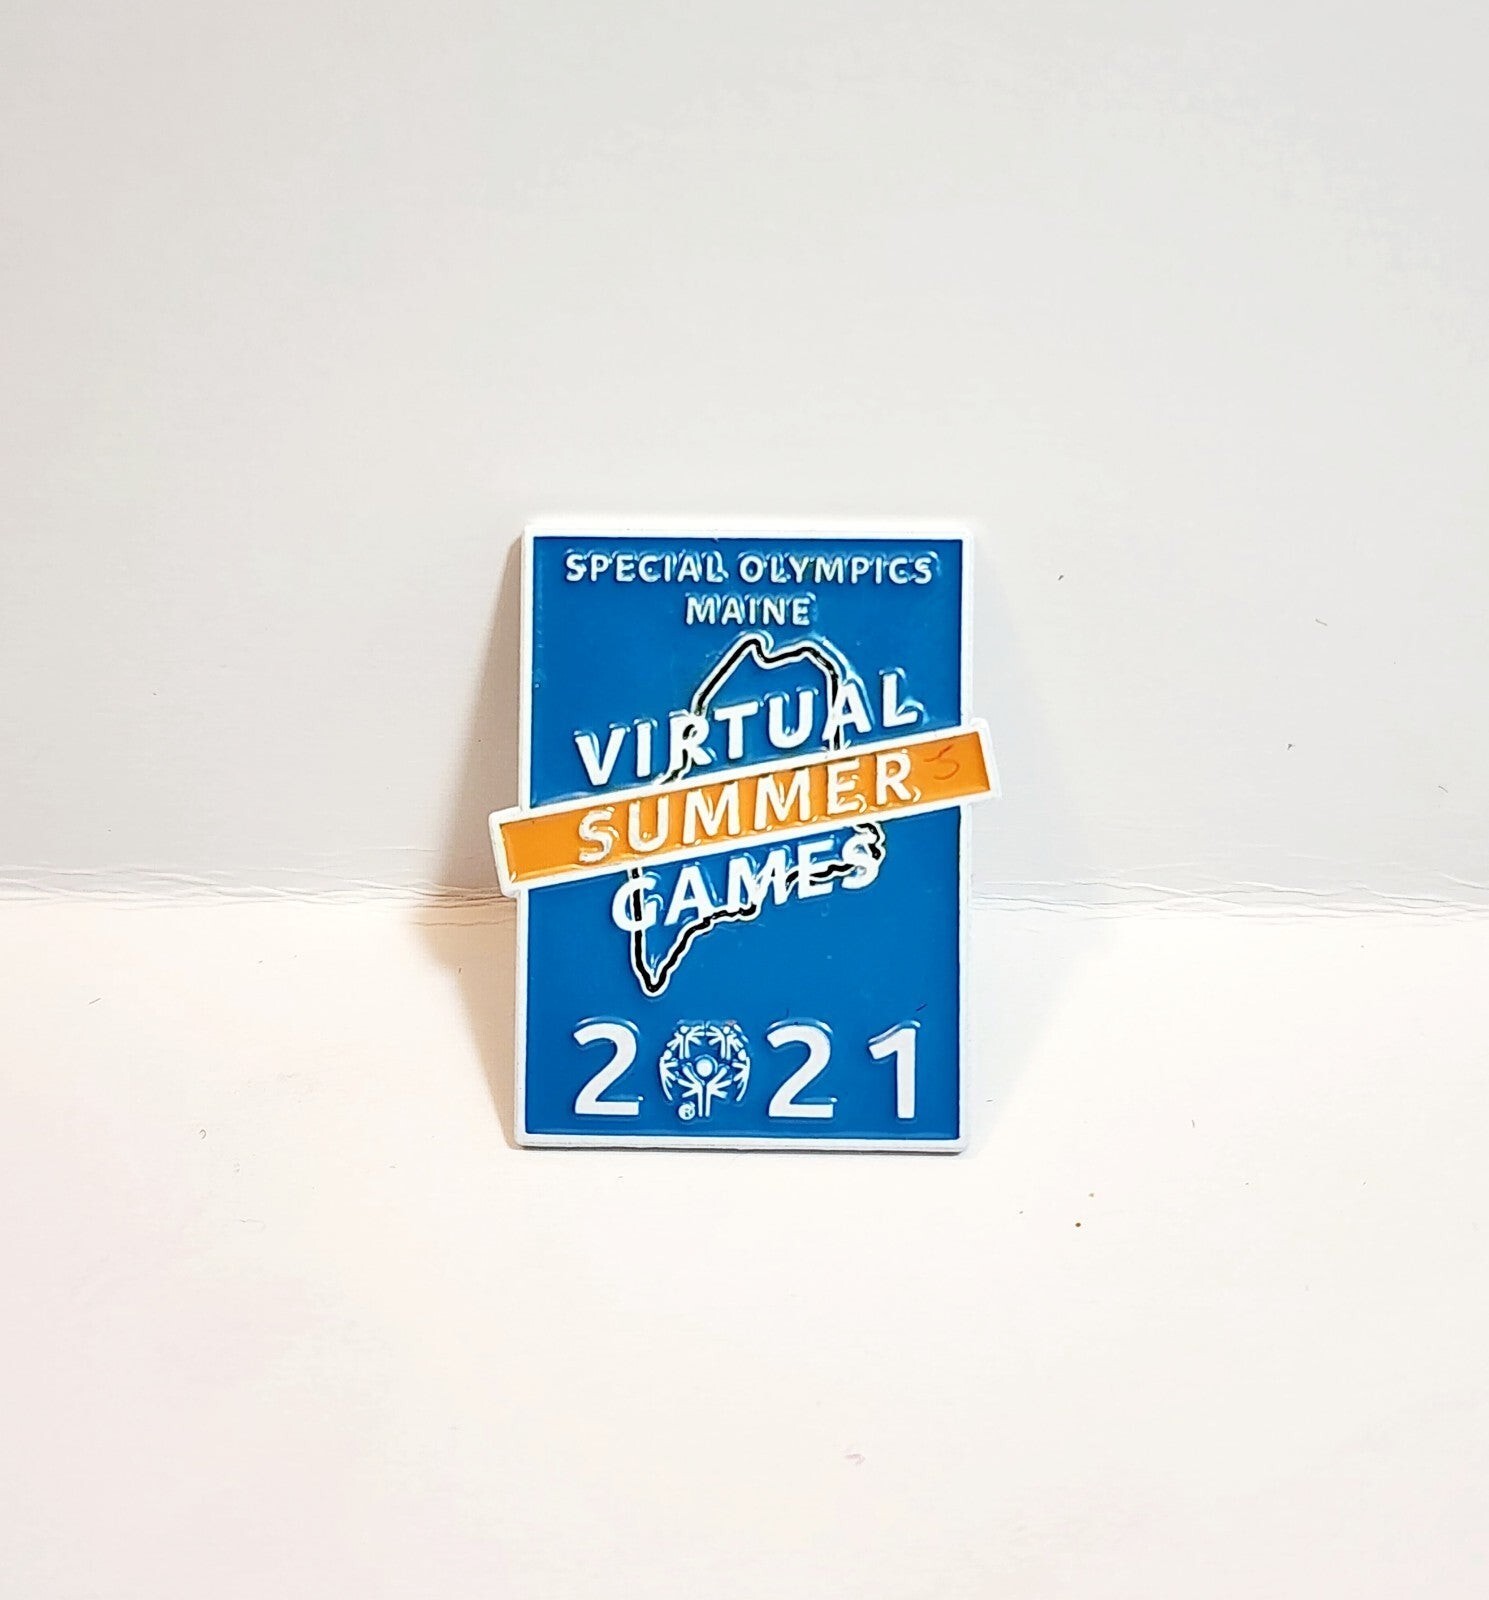 SPECIAL OLYMPICS
MAINE
VIRTUAL
SUMMER
GAMES
2021
®